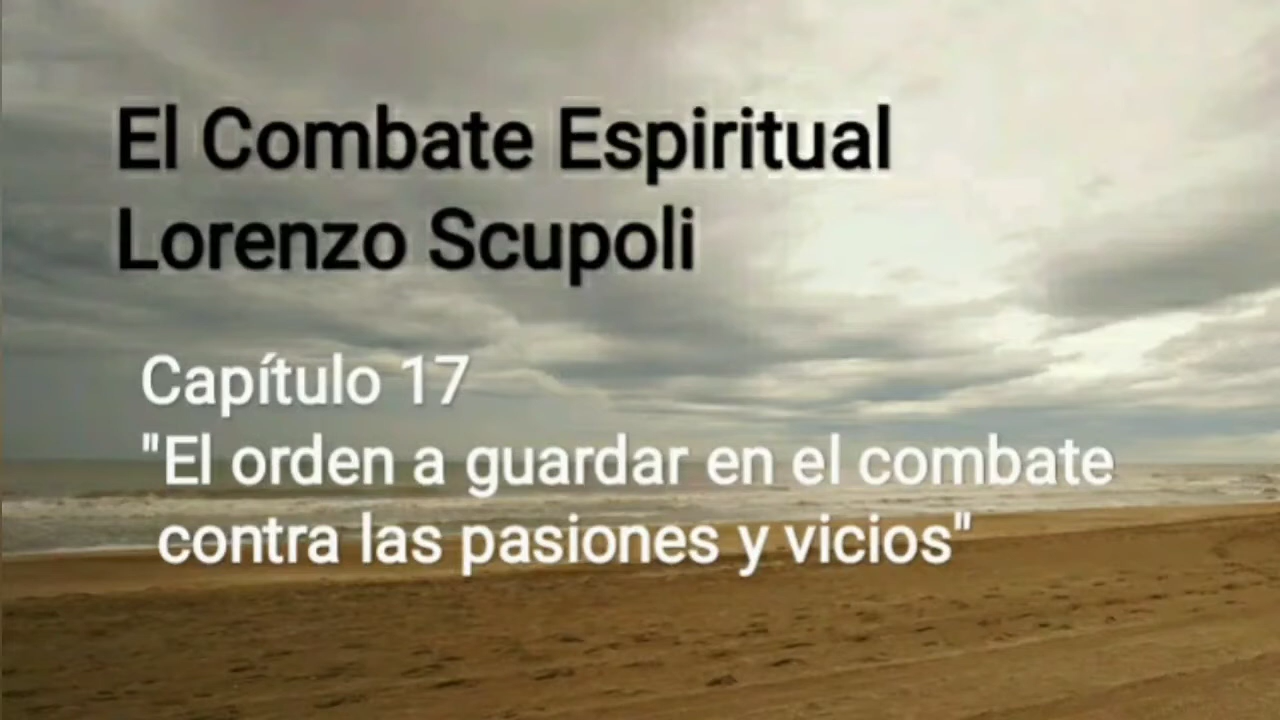 El Combate Espiritual
Lorenzo Scupoli
Capítulo 17
"El orden a guardar en el combate
contra las pasiones y vicios"